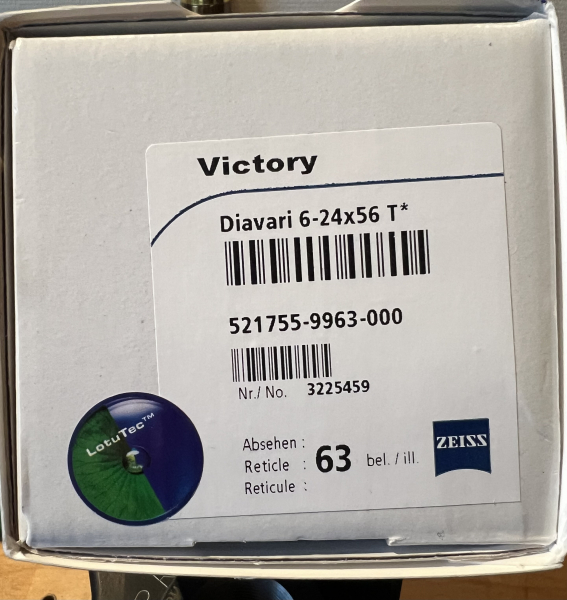 Victory
Diavari 6-24x56 T*
521755-9963-000
Nr./ No. 3225459
LotuTec™
Absehen :
Reticle : 63 bel. / ill.
Reticule :
ZEISS